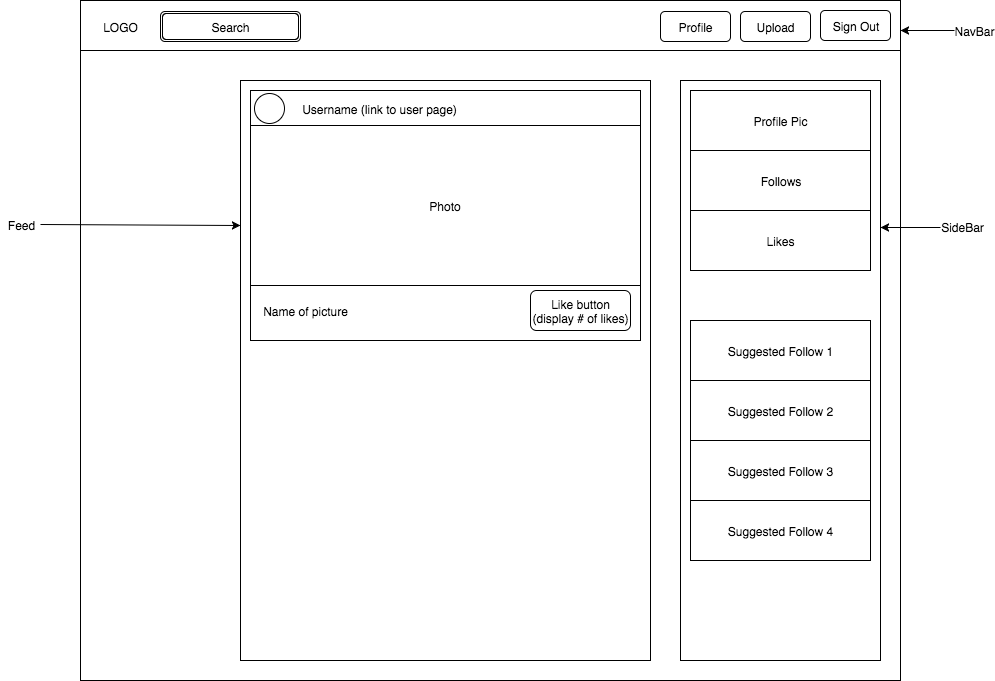 LOGO
Search
Profile
Upload
Sign Out
NavBar
Username (link to user page)
Photo
Name of picture
Like button
(display # of likes)
Feed
Profile Pic
Follows
Likes
SideBar
Suggested Follow 1
Suggested Follow 2
Suggested Follow 3
Suggested Follow 4